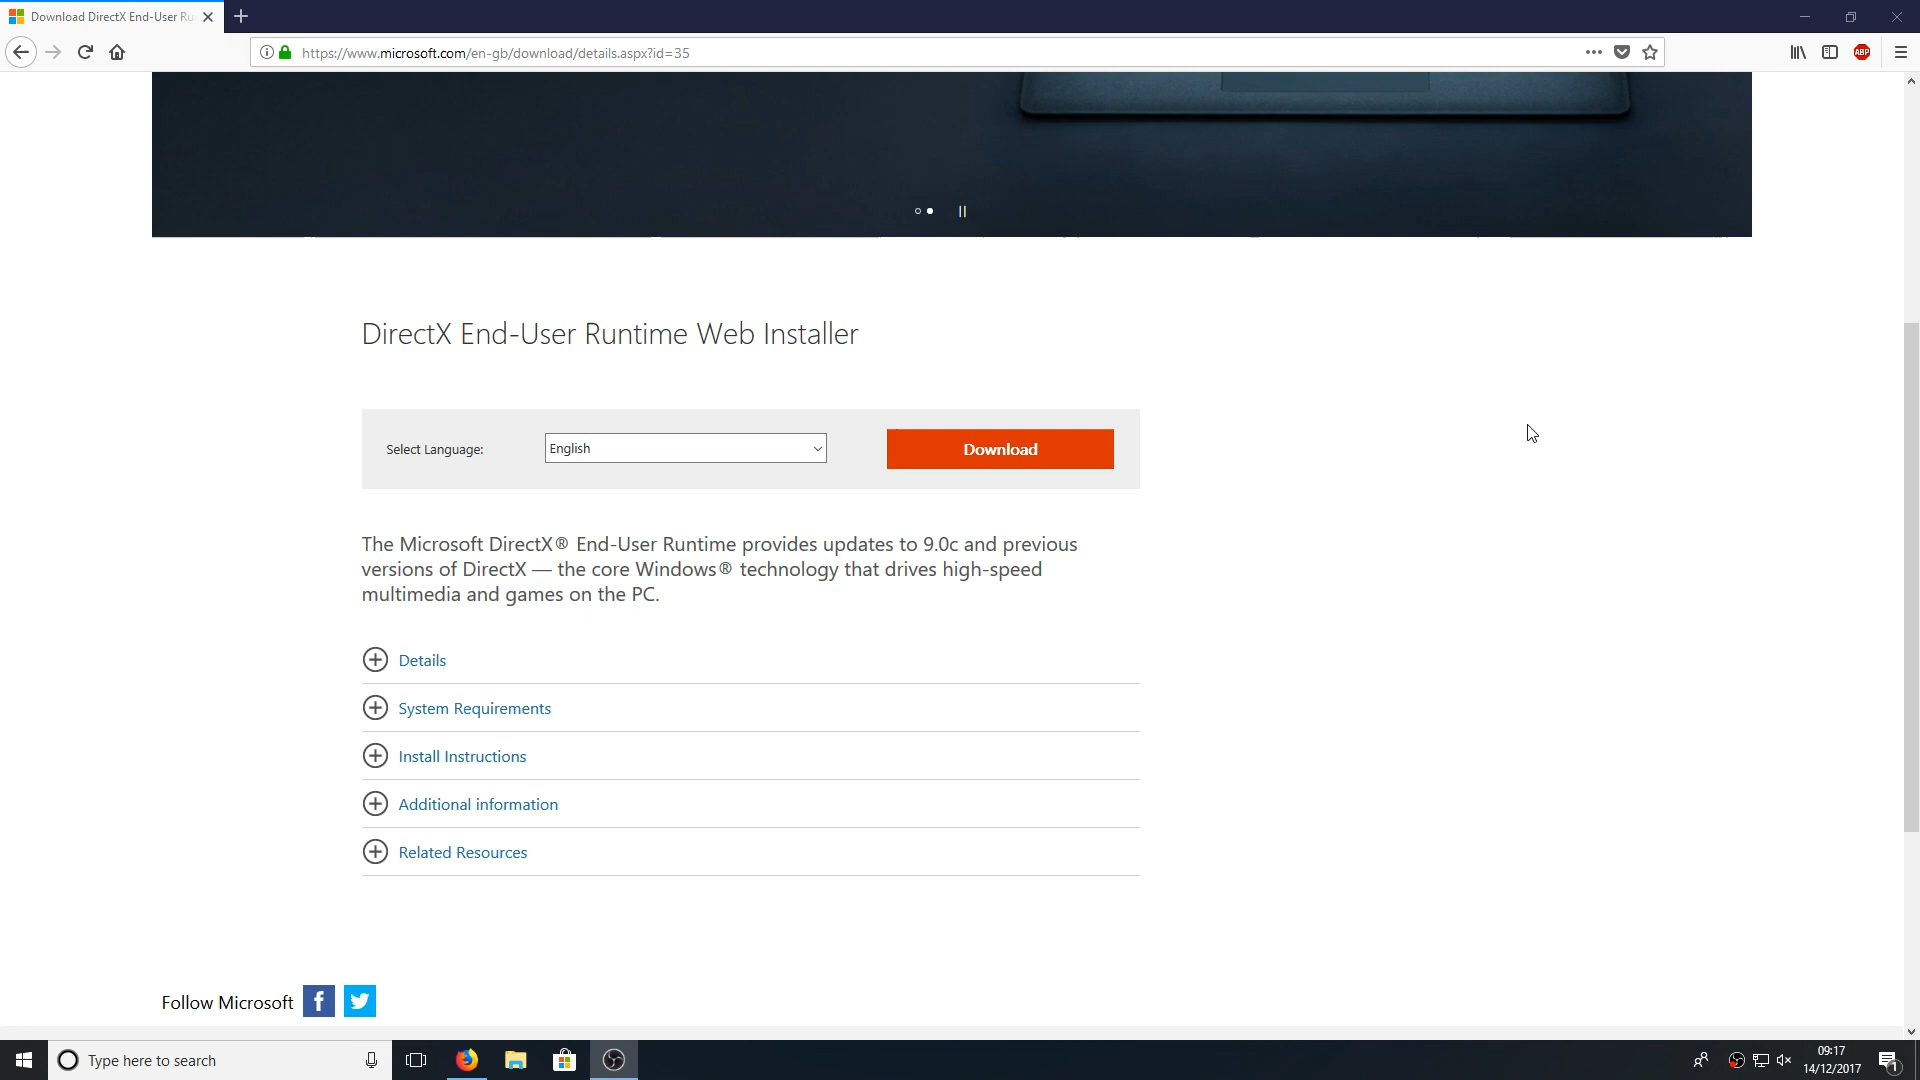 Download DirectX End-User Ru
https://www.microsoft.com/en-gb/download/details.aspx?id=35
ABP
DirectX End-User Runtime Web Installer
Select Language:
English
Download
The Microsoft DirectX® End-User Runtime provides updates to 9.0c and previous
versions of DirectX — the core Windows® technology that drives high-speed
multimedia and games on the PC.
Details
System Requirements
Install Instructions
Additional information
Related Resources
Follow Microsoft
Type here to search
09:17
14/12/2017
1